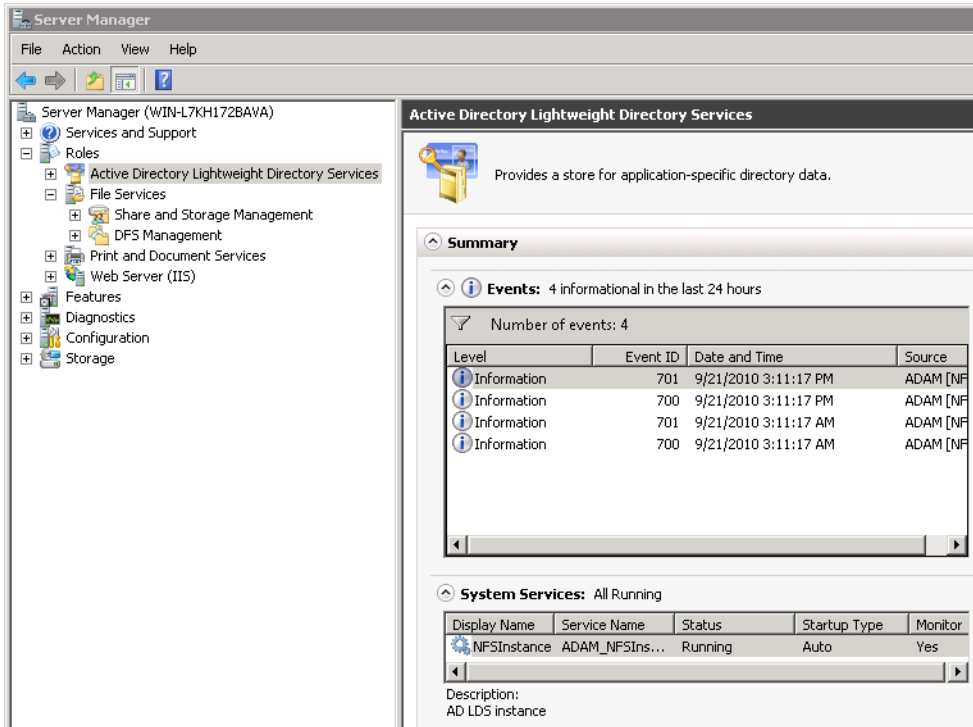 Server Manager
File Action View Help
Server Manager (WIN-L7KH172BAVA)
Services and Support
Roles
Active Directory Lightweight Directory Services
File Services
Share and Storage Management
DFS Management
Print and Document Services
Web Server (IIS)
Features
Diagnostics
Configuration
Storage
Active Directory Lightweight Directory Services
Provides a store for application-specific directory data.
Summary
Events: 4 informational in the last 24 hours
Number of events: 4
Level Event ID Date and Time Source
Information 701 9/21/2010 3:11:17 PM ADAM [NF
Information 700 9/21/2010 3:11:17 PM ADAM [NF
Information 701 9/21/2010 3:11:17 AM ADAM [NF
Information 700 9/21/2010 3:11:17 AM ADAM [NF
System Services: All Running
Display Name Service Name Status Startup Type Monitor
NFSInstance ADAM_NFSIns... Running Auto Yes
Description:
AD LDS instance